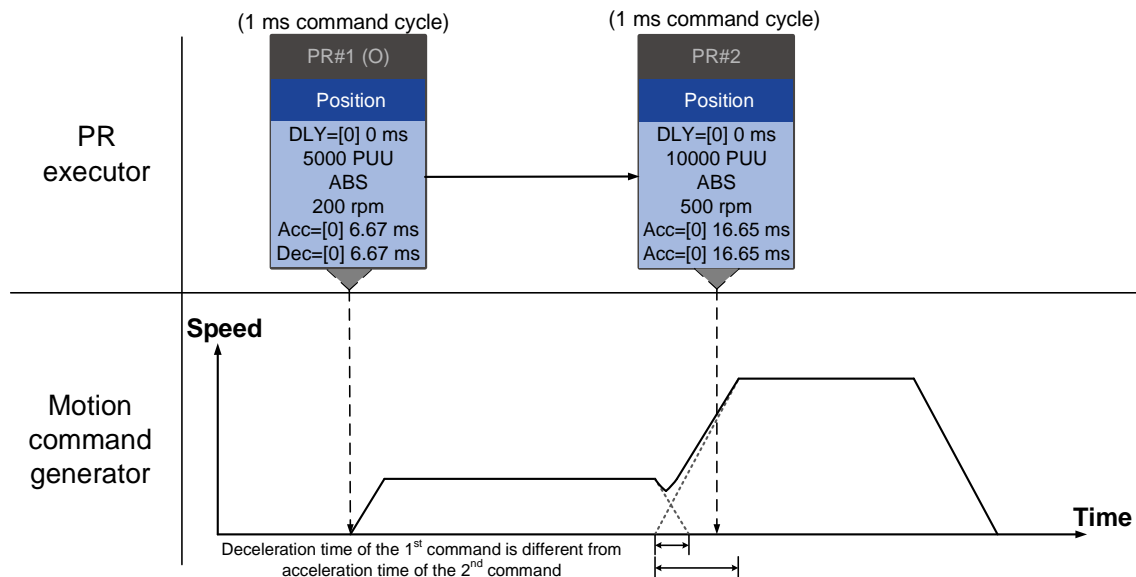 (1 ms command cycle)
(1 ms command cycle)
PR#1 (O)
PR#2
PR
executor
Position
DLY=[0] 0 ms
5000 PUU
ABS
200 rpm
Acc=[0] 6.67 ms
Dec=[0] 6.67 ms
Position
DLY=[0] 0 ms
10000 PUU
ABS
500 rpm
Acc=[0] 16.65 ms
Acc=[0] 16.65 ms
Motion
command
generator
Speed
Time
Deceleration time of the 1st command is different from
acceleration time of the 2nd command